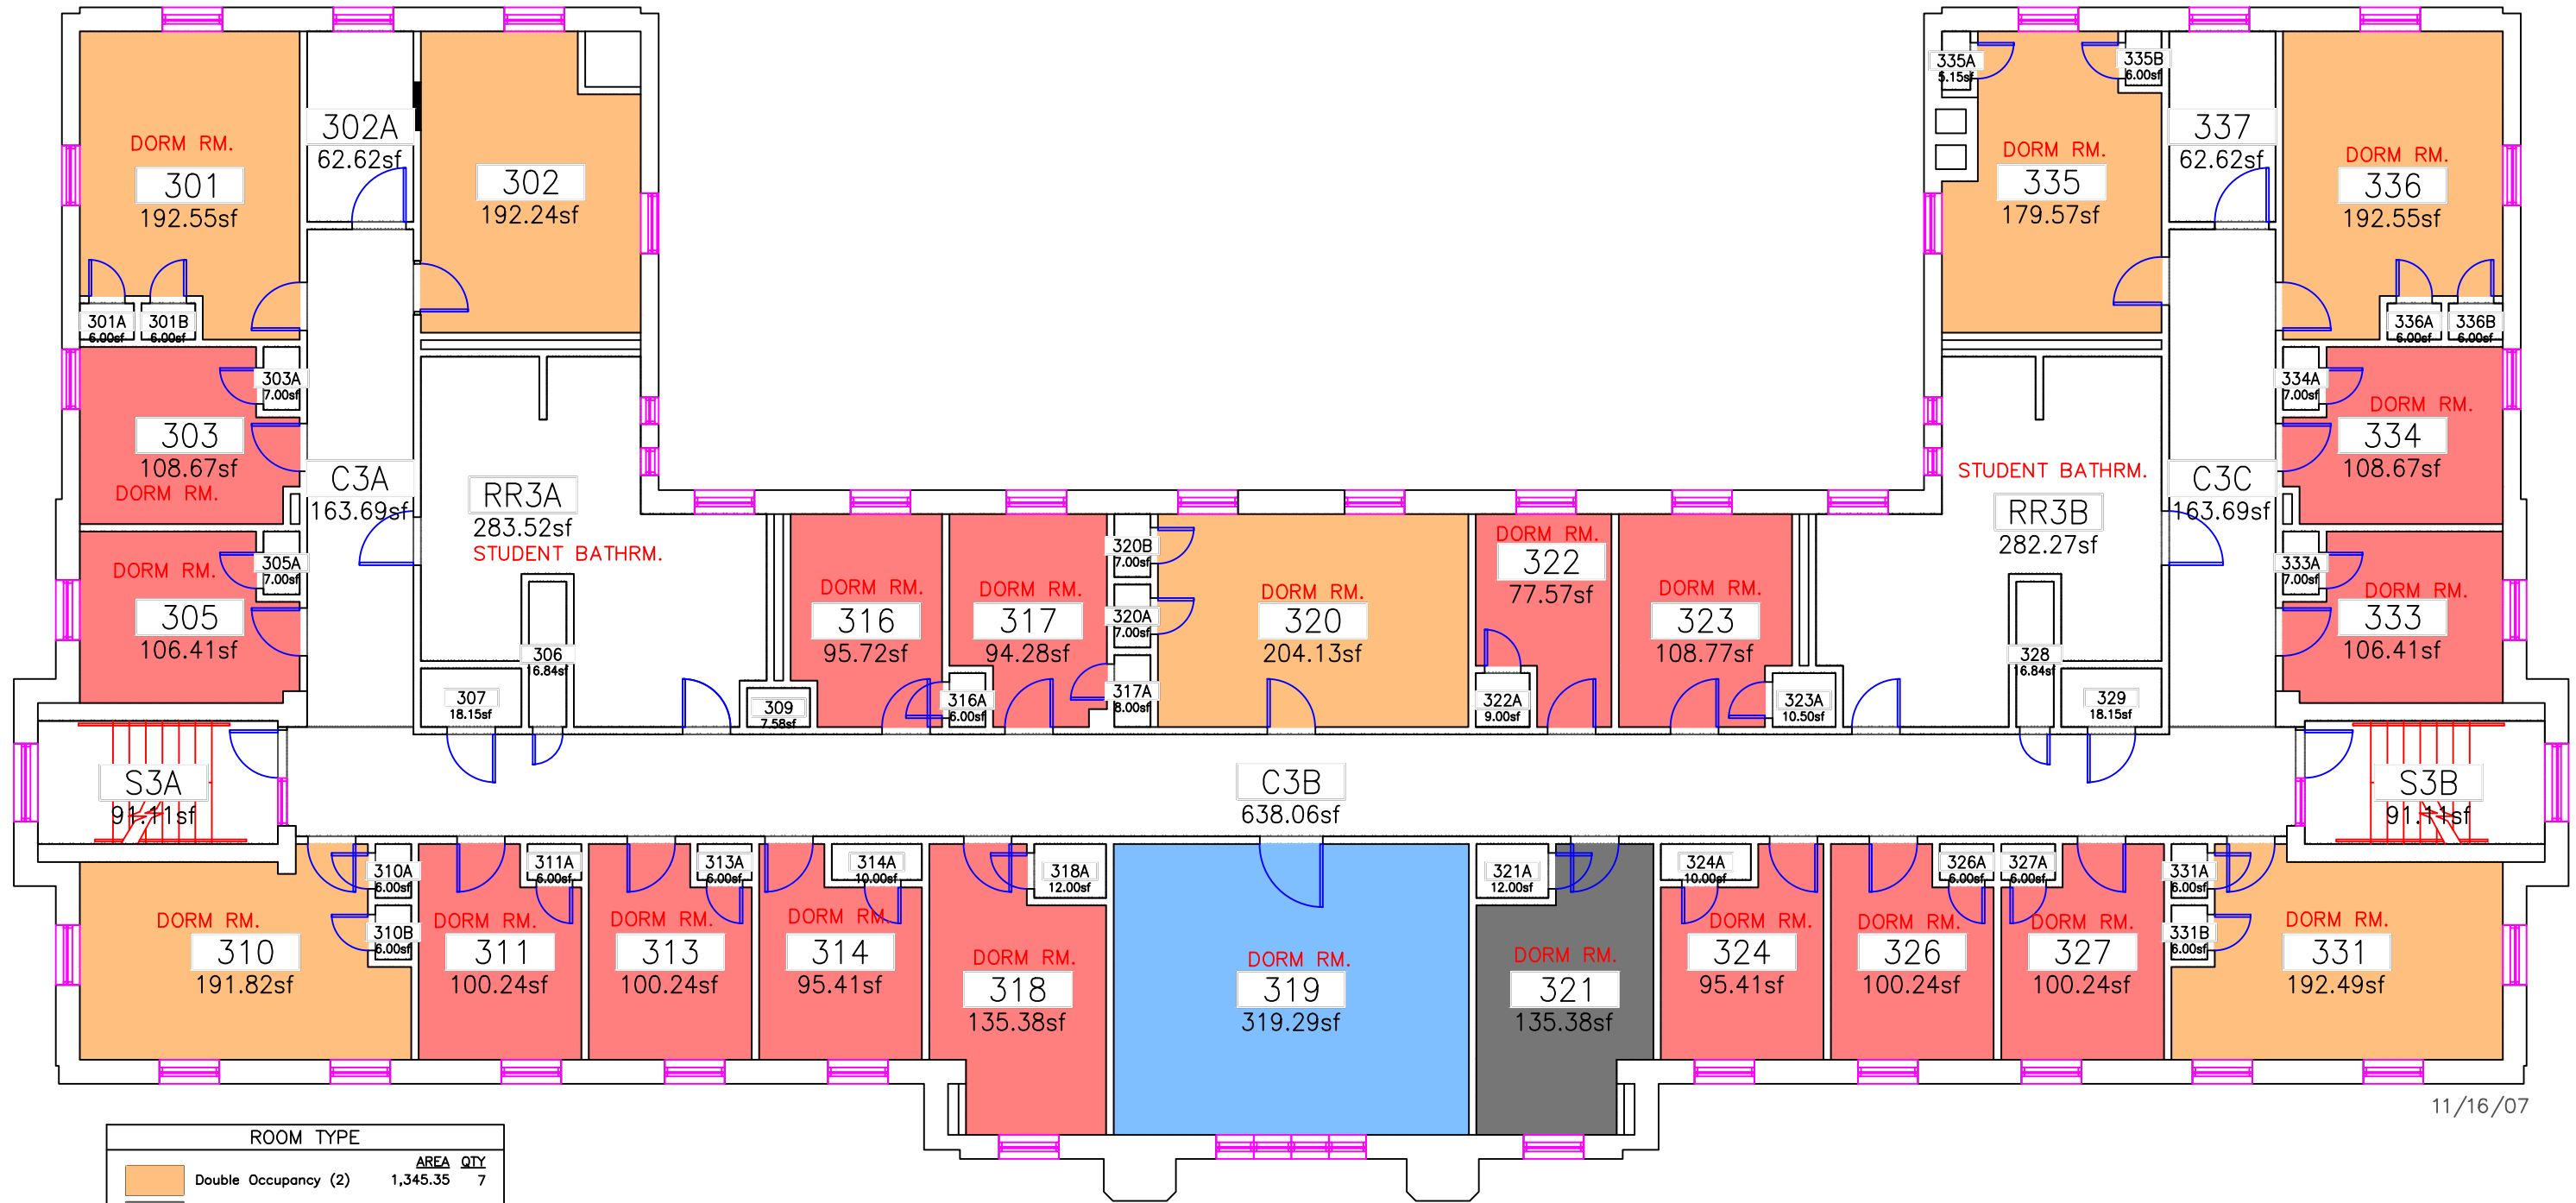 DORM RM.
301
192.55sf
301A
6.00sf
301B
6.00sf
302A
62.62sf
302
192.24sf
303A
7.00sf
303
108.67sf
DORM RM.
C3A
163.69sf
RR3A
283.52sf
STUDENT BATHRM.
305A
7.00sf
DORM RM.
305
106.41sf
306
16.84sf
307
18.15sf
309
7.58sf
DORM RM.
316
95.72sf
316A
6.00sf
DORM RM.
317
94.28sf
320B
7.00sf
320A
7.00sf
317A
8.00sf
DORM RM.
320
204.13sf
DORM RM.
322
77.57sf
322A
9.00sf
DORM RM.
323
108.77sf
323A
10.50sf
335A
5.15sf
335B
6.00sf
DORM RM.
335
179.57sf
337
62.62sf
DORM RM.
336
192.55sf
336A
6.00sf
336B
6.00sf
334A
7.00sf
DORM RM.
334
108.67sf
STUDENT BATHRM.
RR3B
282.27sf
C3C
163.69sf
333A
7.00sf
DORM RM.
333
106.41sf
328
16.84sf
329
18.15sf
S3A
91.11sf
C3B
638.06sf
S3B
91.11sf
310A
6.00sf
310B
6.00sf
DORM RM.
310
191.82sf
311A
6.00sf
DORM RM.
311
100.24sf
313A
6.00sf
DORM RM.
313
100.24sf
314A
10.00sf
DORM RM.
314
95.41sf
318A
12.00sf
DORM RM.
318
135.38sf
DORM RM.
319
319.29sf
321A
12.00sf
DORM RM.
321
135.38sf
324A
10.00sf
DORM RM.
324
95.41sf
326A
6.00sf
DORM RM.
326
100.24sf
327A
6.00sf
DORM RM.
327
100.24sf
331A
6.00sf
331B
6.00sf
DORM RM.
331
192.49sf
11/16/07
ROOM TYPE
AREA QTY
Double Occupancy (2) 1,345.35 7